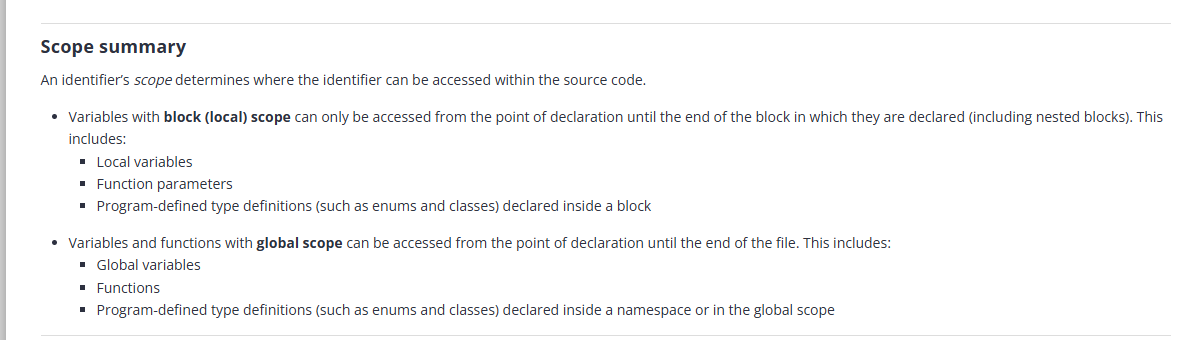 Scope summary
An identifier’s scope determines where the identifier can be accessed within the source code.
• Variables with block (local) scope can only be accessed from the point of declaration until the end of the block in which they are declared (including nested blocks). This
includes:
▪ Local variables
▪ Function parameters
▪ Program-defined type definitions (such as enums and classes) declared inside a block
• Variables and functions with global scope can be accessed from the point of declaration until the end of the file. This includes:
▪ Global variables
▪ Functions
▪ Program-defined type definitions (such as enums and classes) declared inside a namespace or in the global scope